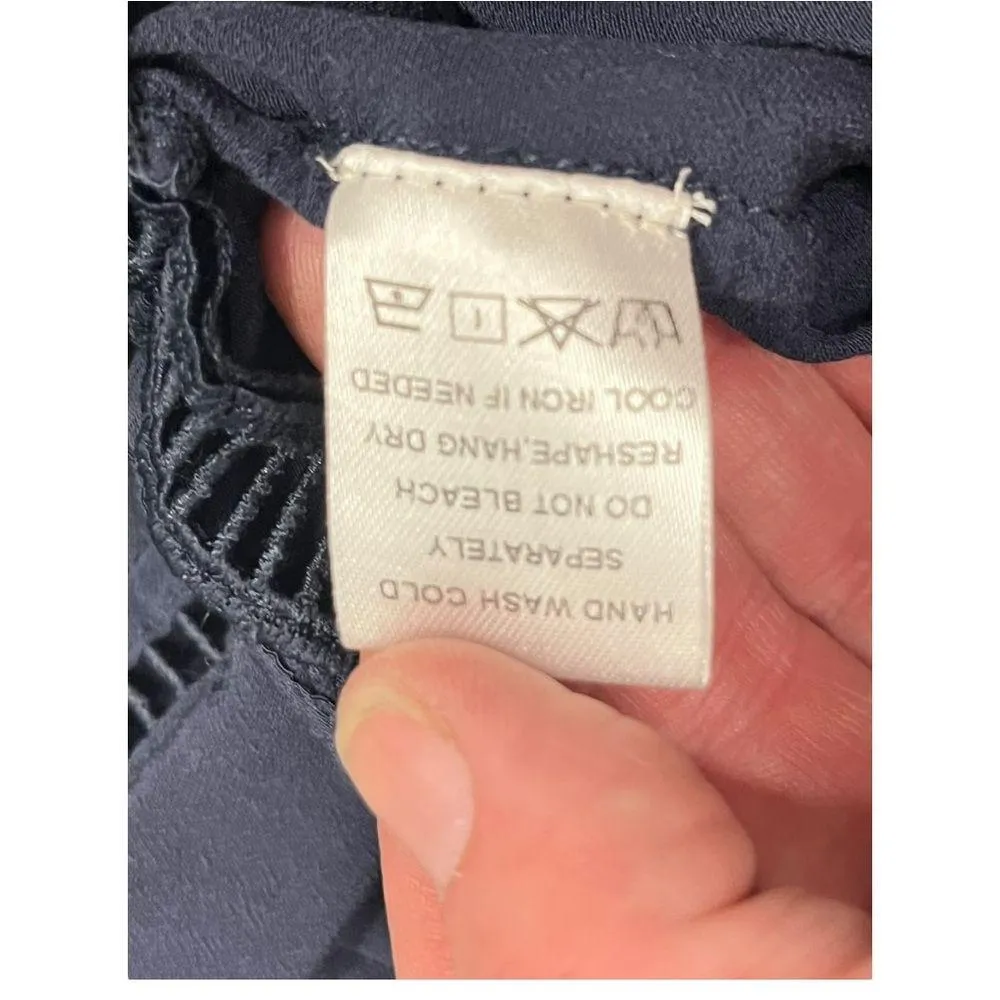 HAND WASH COLD
SEPARATELY
DO NOT BLEACH
RESHAPE,HANG DRY
COOL IRON IF NEEDED